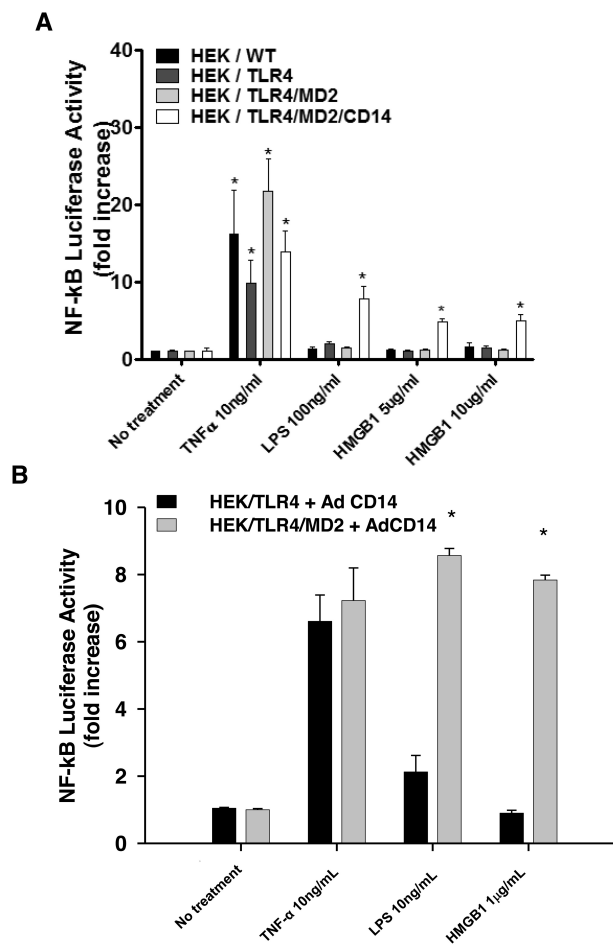 A
NF-kB Luciferase Activity
(fold increase)
40
30
20
10
0
HEK / WT
HEK / TLR4
HEK / TLR4/MD2
HEK / TLR4/MD2/CD14
* * * * * * *
No treatment
TNFα 10ng/ml
LPS 100ng/ml
HMGB1 5ug/ml
HMGB1 10ug/ml
B
NF-kB Luciferase Activity
(fold increase)
10
8
6
4
2
0
HEK/TLR4 + Ad CD14
HEK/TLR4/MD2 + AdCD14
* *
No treatment
TNF-α 10ng/mL
LPS 10ng/mL
HMGB1 1µg/mL